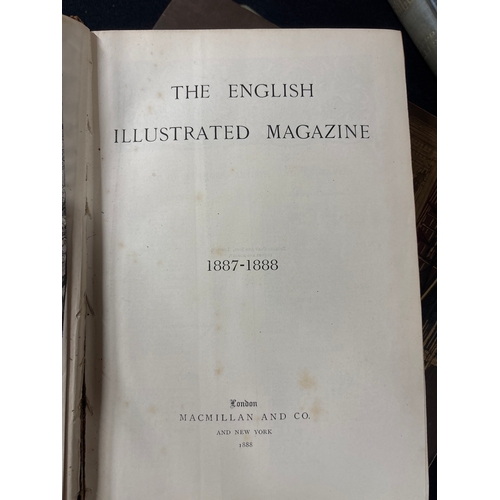 THE ENGLISH
ILLUSTRATED MAGAZINE
1887-1888
London
MACMILLAN AND CO.
AND NEW YORK
1888